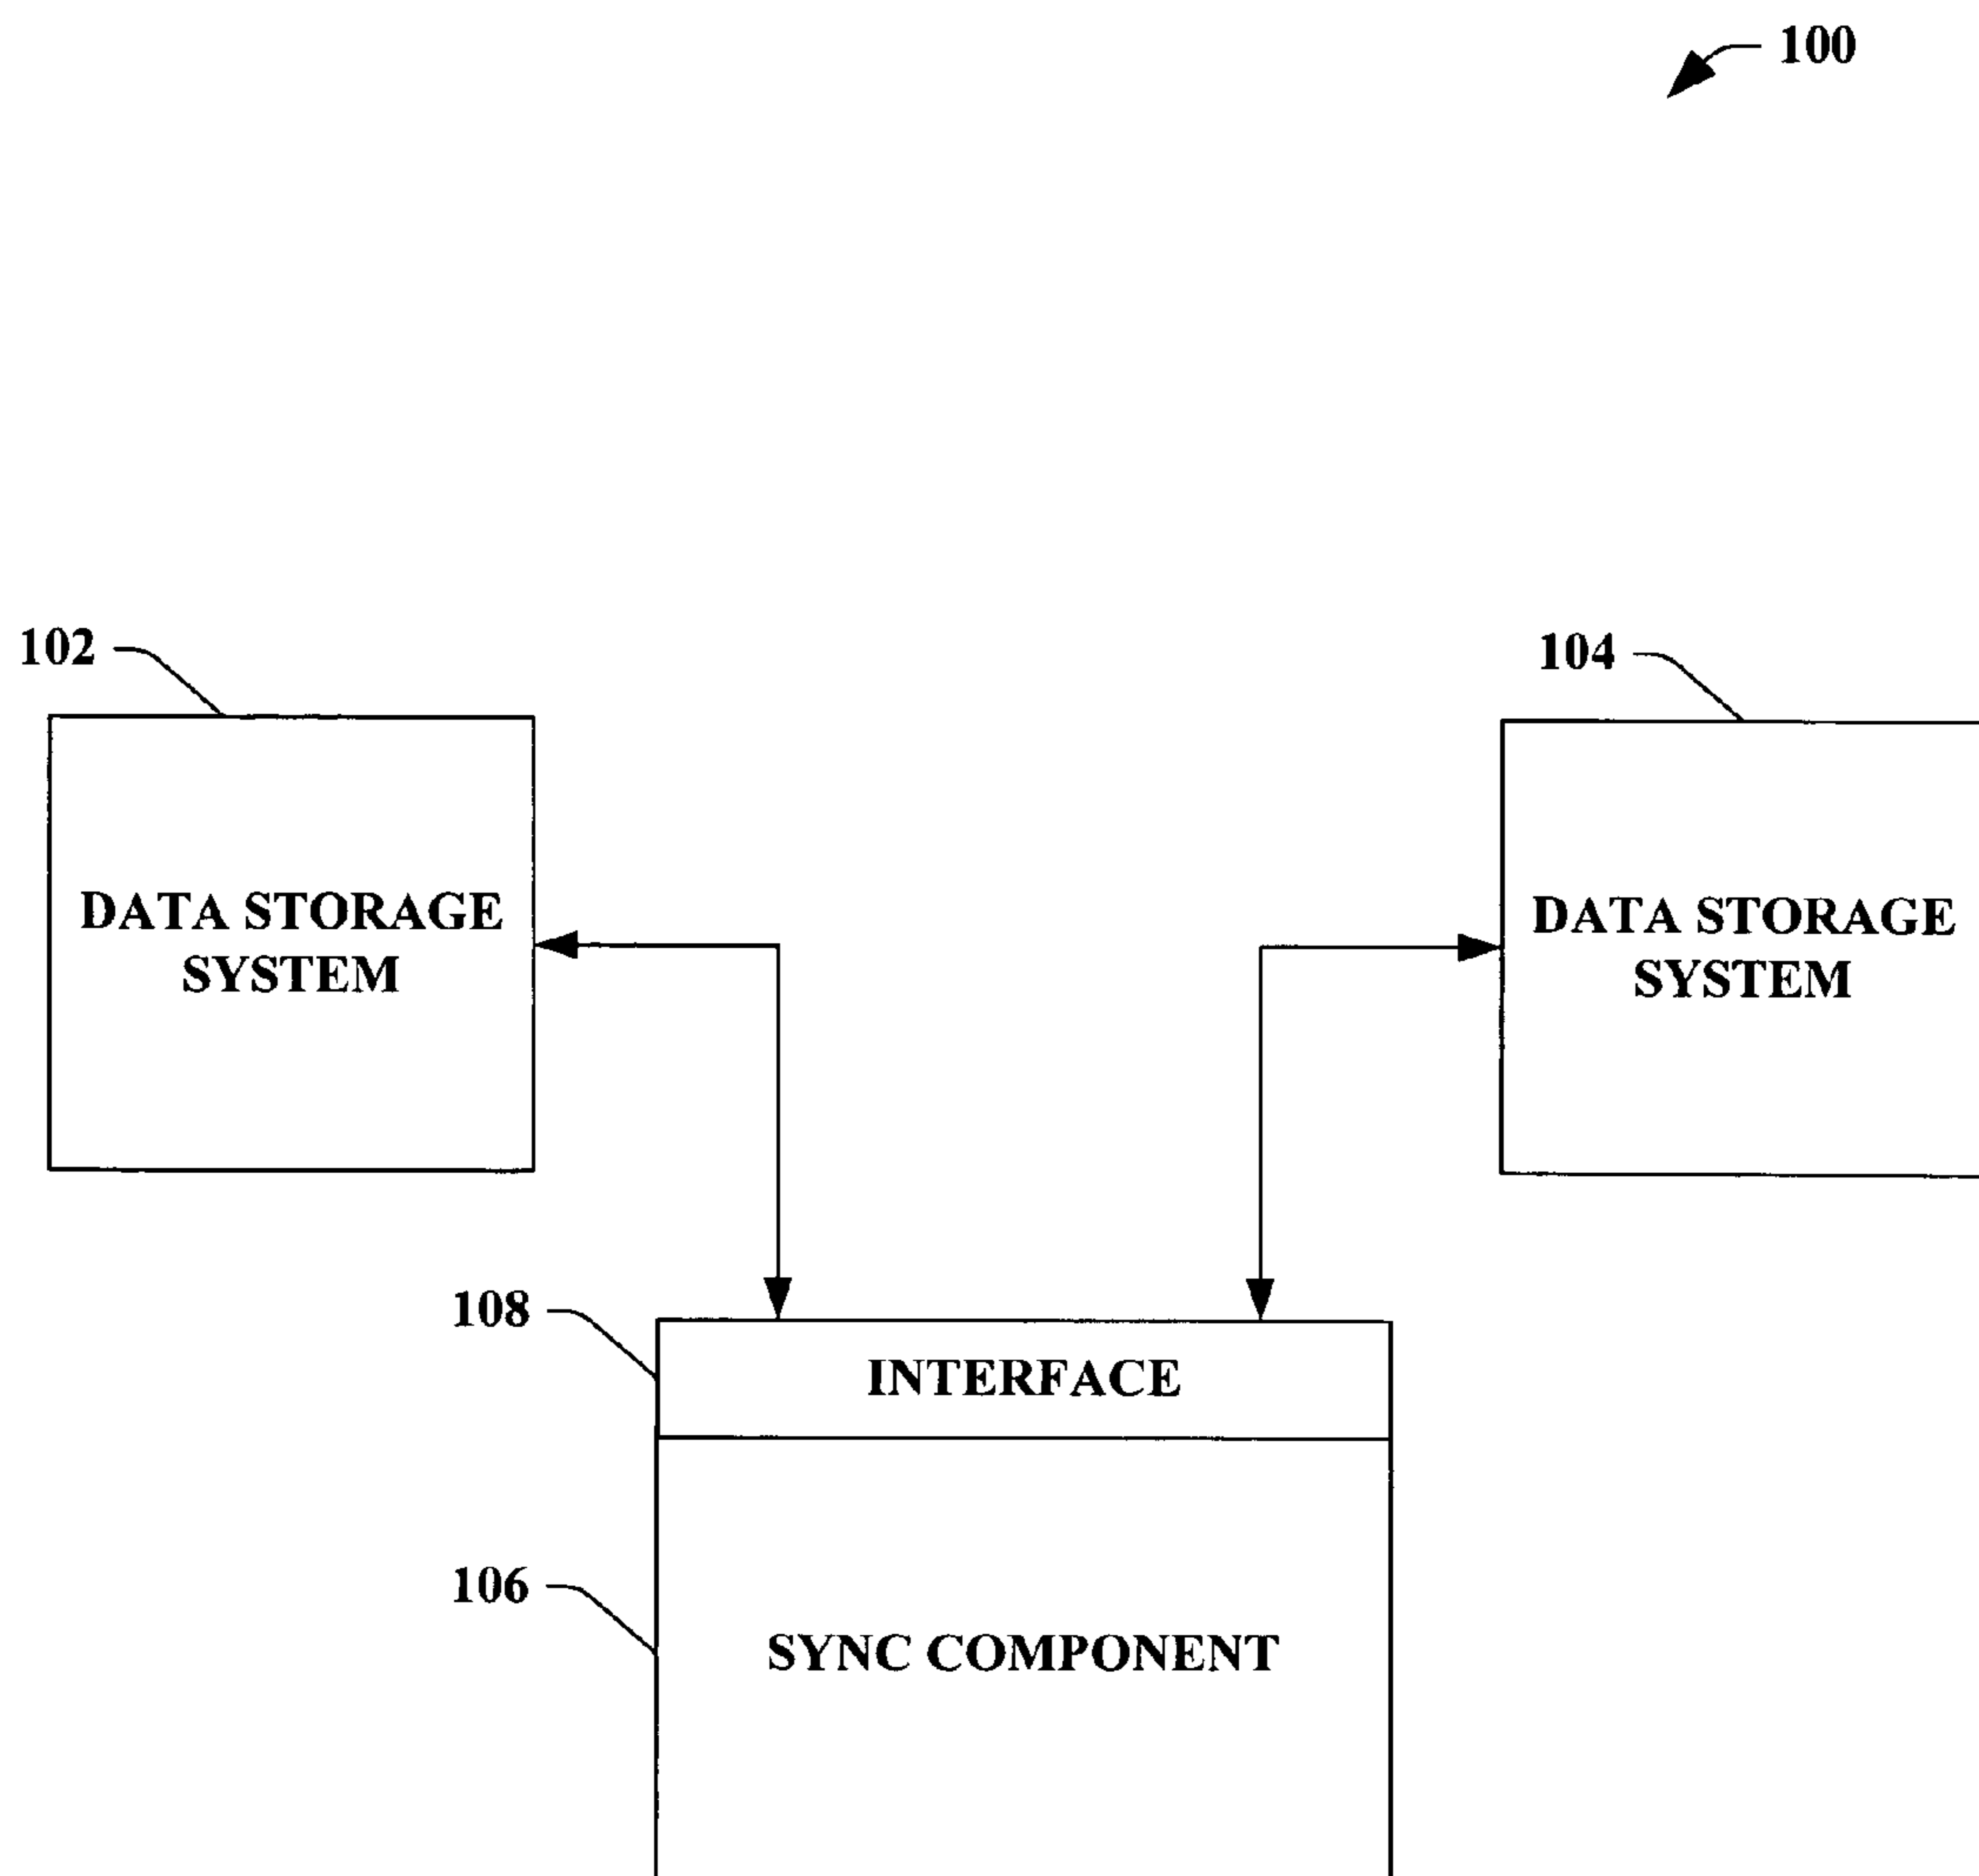 100
102
104
DATA STORAGE
SYSTEM
DATA STORAGE
SYSTEM
108
INTERFACE
106
SYNC COMPONENT